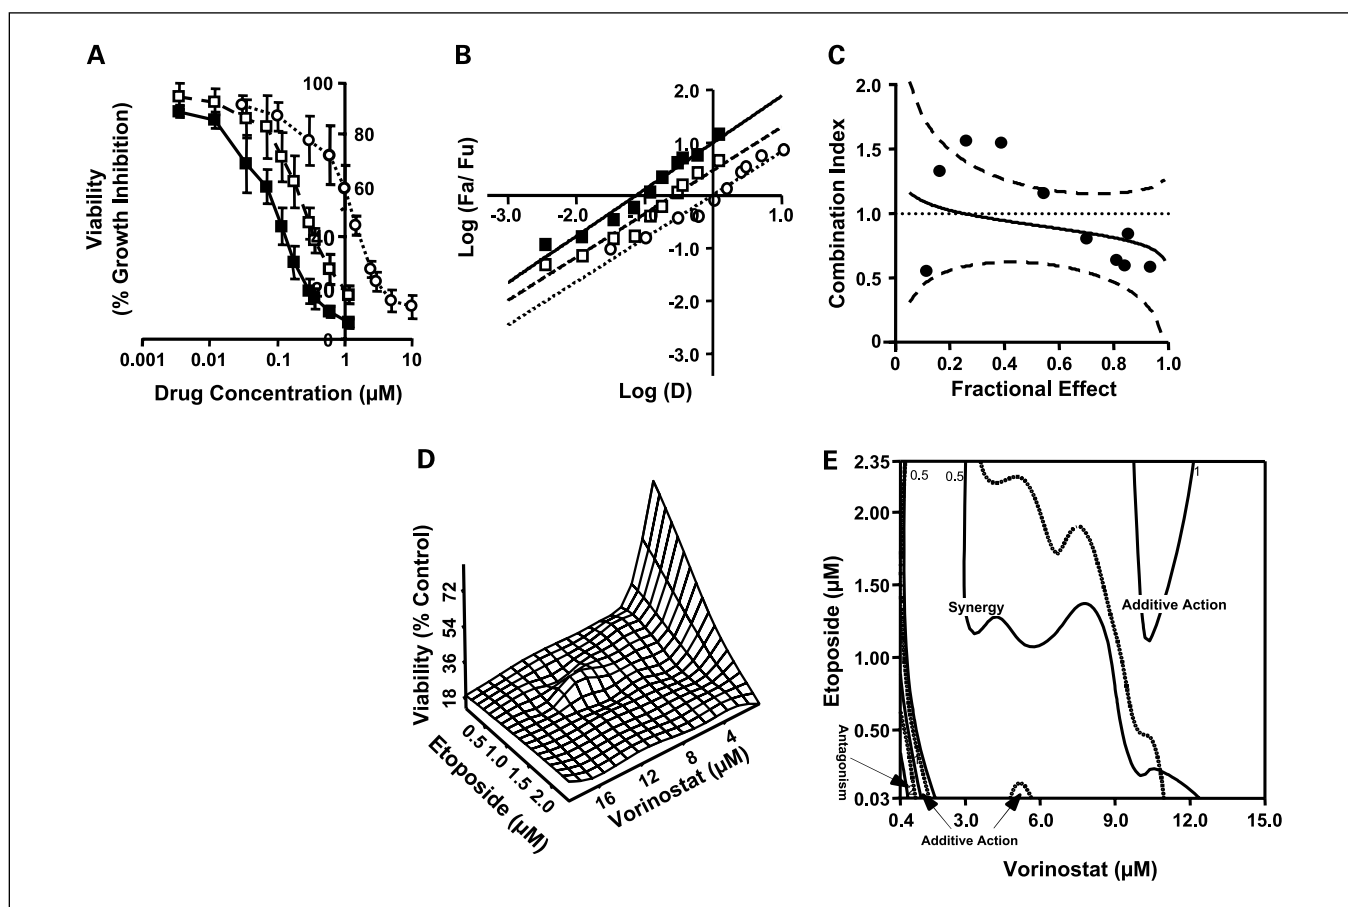 A
100
80
60
40
20
0
Viability
(% Growth Inhibition)
0.001 0.01 0.1 1 10
Drug Concentration (µM)
B
2.0
1.0
-3.0 -2.0 -1.0 1.0
-1.0
-2.0
-3.0
Log (Fa/ Fu)
Log (D)
C
2.0
1.5
1.0
0.5
0
Combination Index
0 0.2 0.4 0.6 0.8 1.0
Fractional Effect
D
72
54
36
18
Viability (% Control)
0.5 1.0 1.5 2.0
Etoposide (µM)
16 12 8 4
Vorinostat (µM)
E
2.35
2.00
1.50
1.00
0.50
0.03
Etoposide (µM)
0.5 0.5 1
Synergy
Additive Action
Antagonism
Additive Action
0.4 3.0 6.0 9.0 12.0 15.0
Vorinostat (µM)